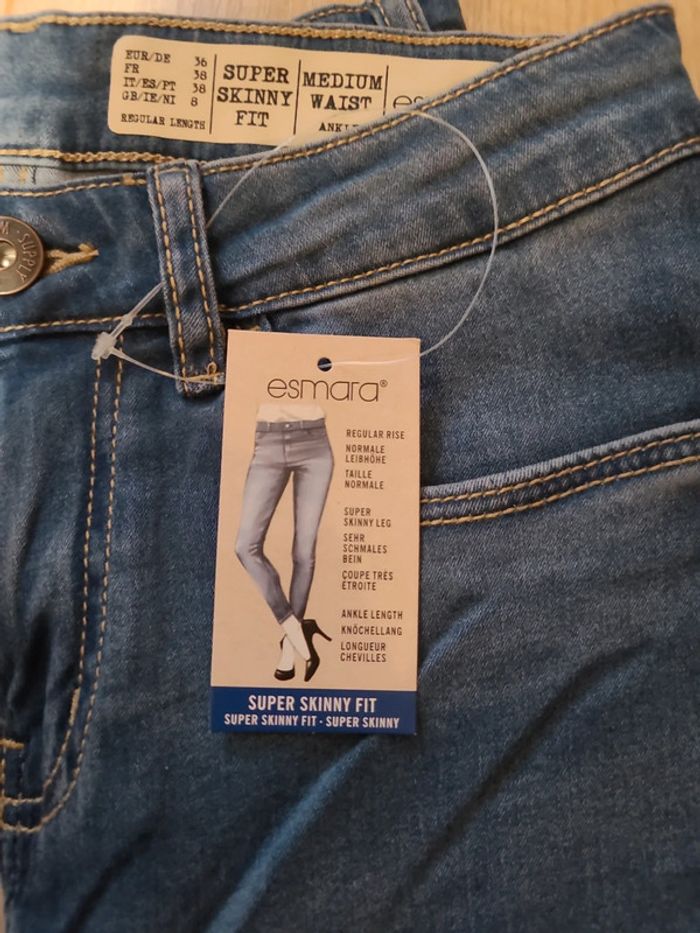 EUR/DE 36
FR 38
IT/ES/PT 38
GB/IE/NI 8
REGULAR LENGTH
SUPER
SKINNY
FIT
MEDIUM
WAIST
SUPPLY
esmara®
REGULAR RISE
NORMALE
LEIBHÖHE
TAILLE
NORMALE
SUPER
SKINNY LEG
SEHR
SCHMALES
BEIN
COUPE TRÈS
ÉTROITE
ANKLE LENGTH
KNÖCHELLANG
LONGUEUR
CHEVILLES
SUPER SKINNY FIT
SUPER SKINNY FIT - SUPER SKINNY